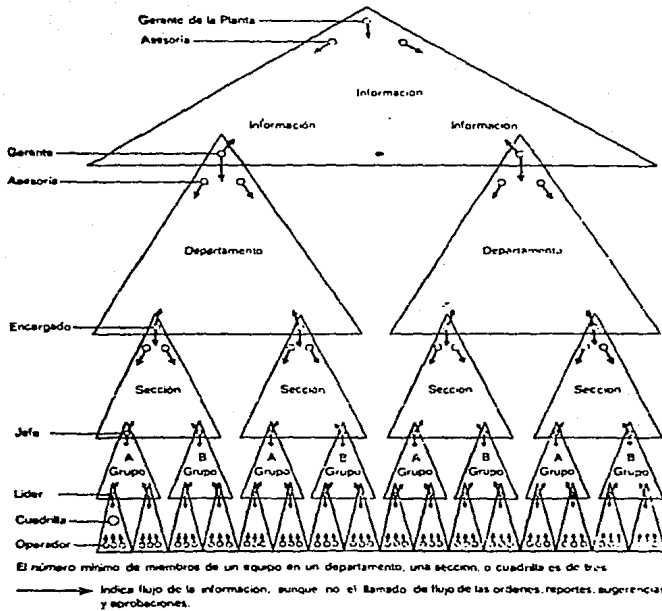 Gerente de la Planta
Asesoría
Información
Información Información
Gerente
Asesoría
Departamento Departamento
Encargado
Sección Sección Sección Sección
Jefe
A B A B A B A B
Grupo Grupo Grupo Grupo Grupo Grupo Grupo Grupo
Lider
Cuadrilla
Operador
El número mínimo de miembros de un equipo en un departamento, una sección, o cuadrilla es de tres
Indica flujo de la información, aunque no el llamado de flujo de las ordenes, reportes, sugerencias
y aprobaciones.